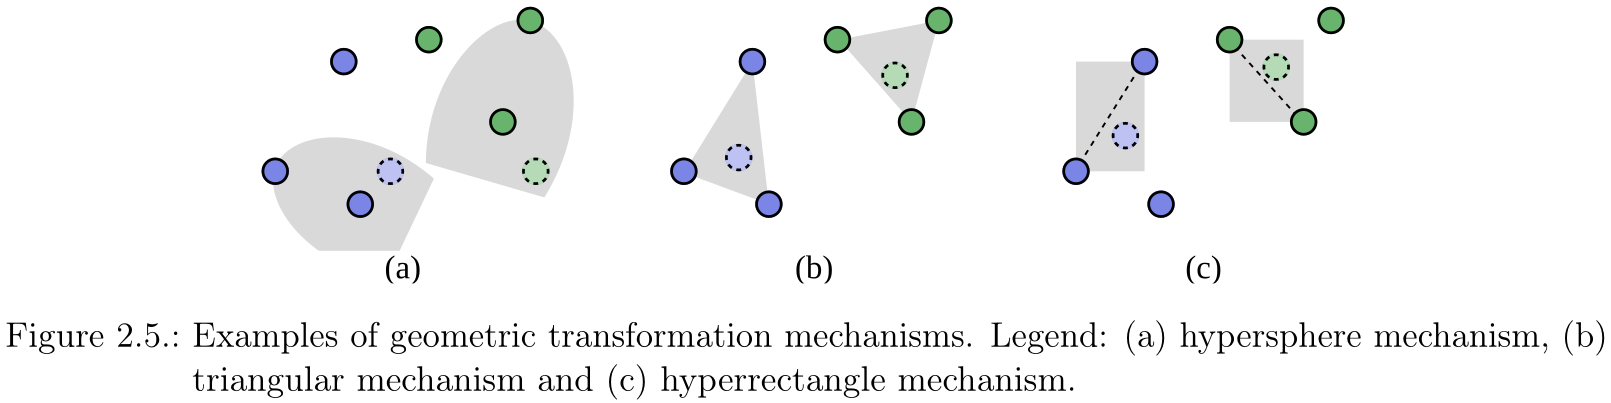 (a)
(b)
(c)
Figure 2.5.: Examples of geometric transformation mechanisms. Legend: (a) hypersphere mechanism, (b)
triangular mechanism and (c) hyperrectangle mechanism.